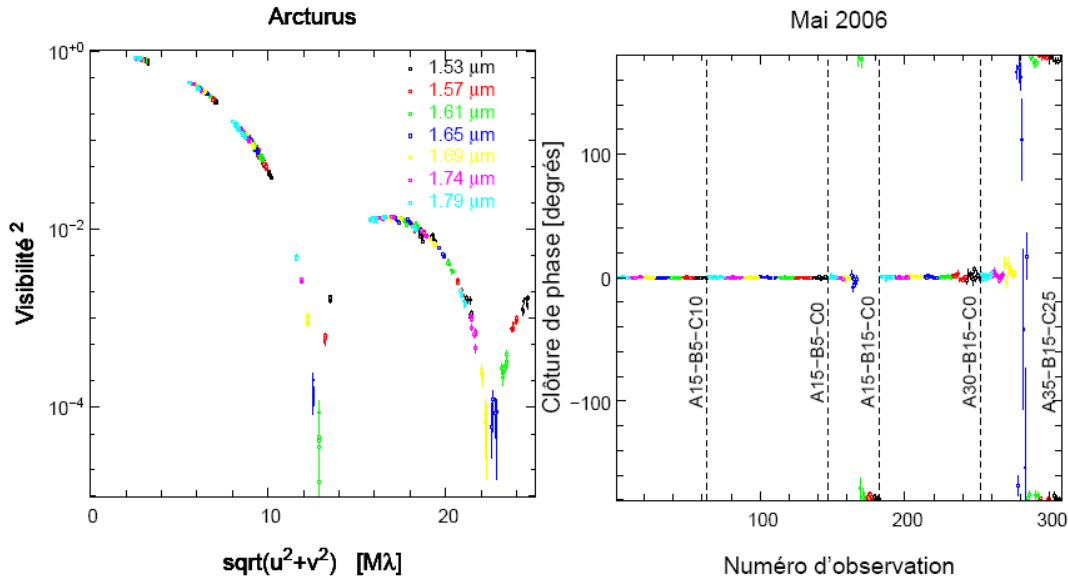 Arcturus
Mai 2006
10+0
10−2
10−4
Visibilité 2
1.53 µm
1.57 µm
1.61 µm
1.65 µm
1.69 µm
1.74 µm
1.79 µm
0
10
20
sqrt(u2+v2) [Mλ]
Clôture de phase [degrés]
100
0
−100
A15−B5−C10
A15−B5−C0
A15−B15−C0
A30−B15−C0
A35−B15−C25
100
200
300
Numéro d'observation